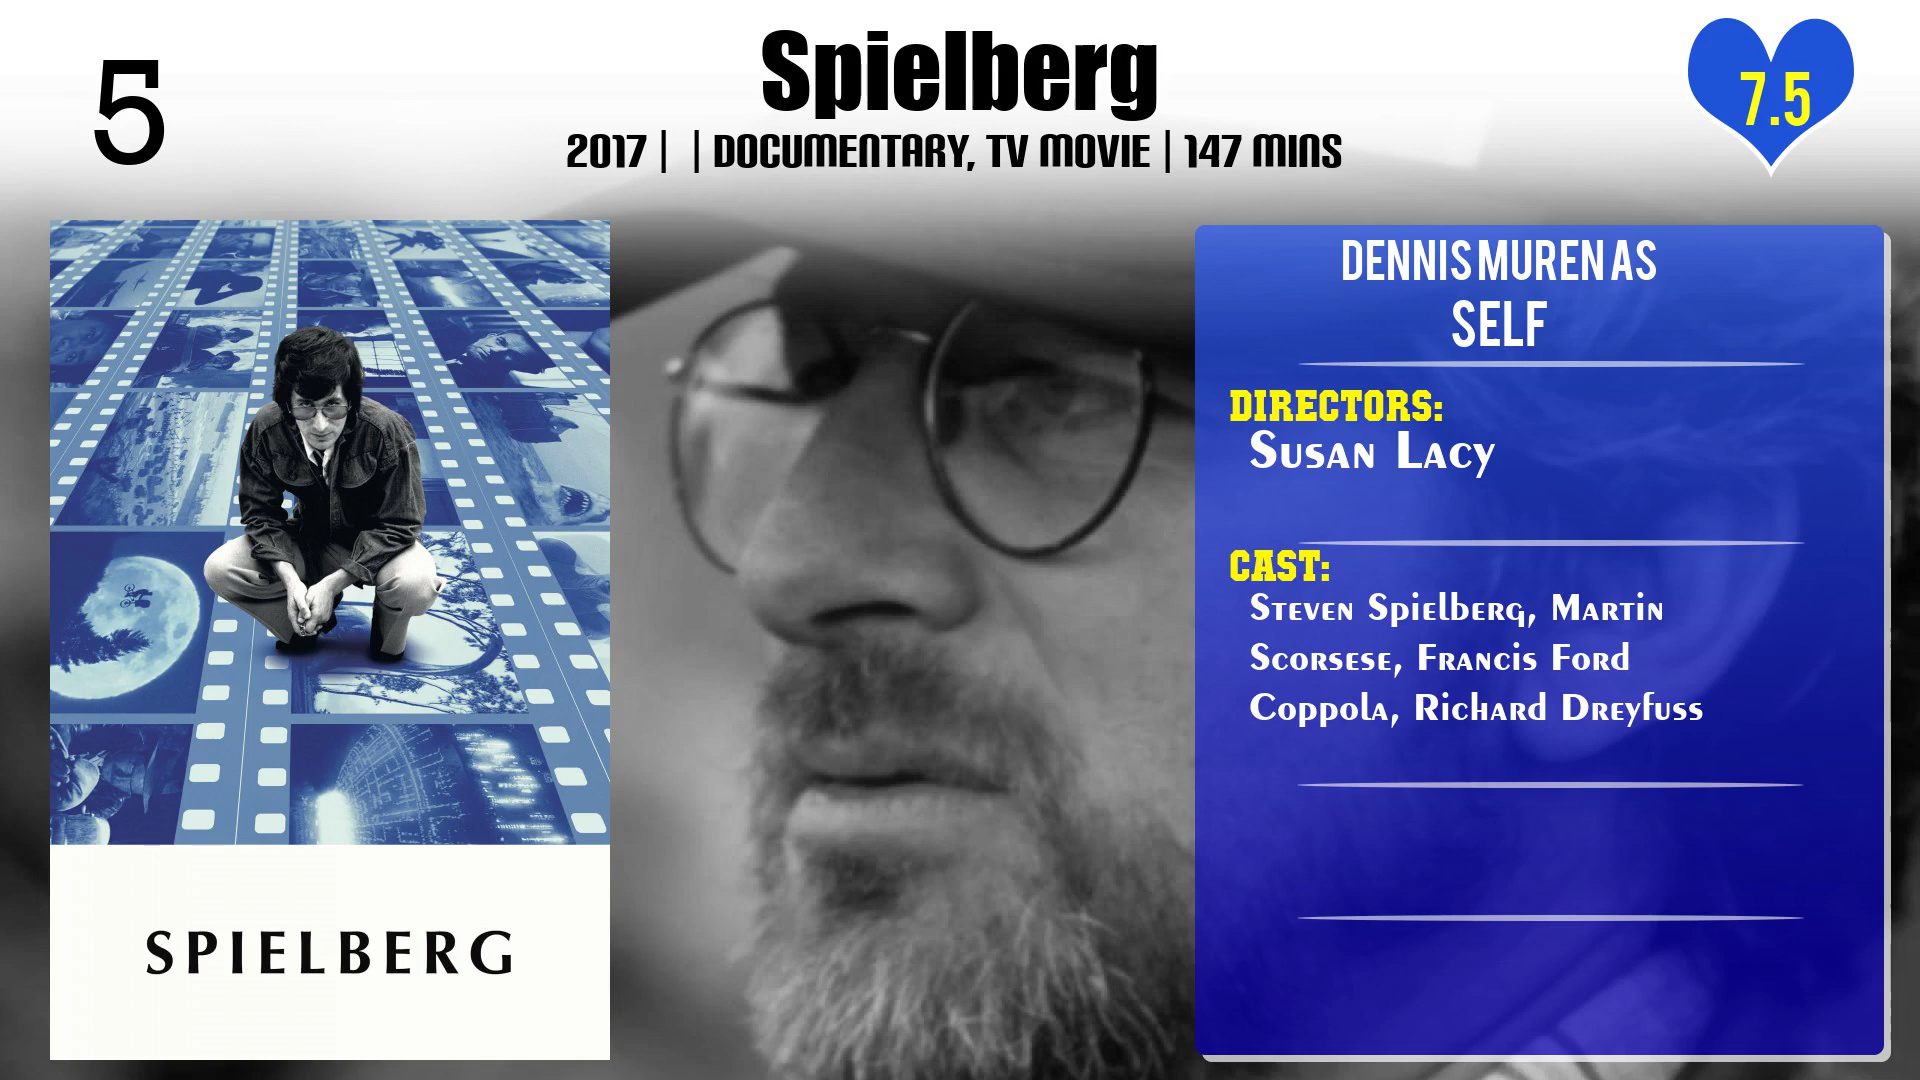 5
Spielberg
7.5
2017 | | DOCUMENTARY, TV MOVIE | 147 MINS
DENNIS MUREN AS
SELF
DIRECTORS:
Susan Lacy
CAST:
Steven Spielberg, Martin
Scorsese, Francis Ford
Coppola, Richard Dreyfuss
SPIELBERG